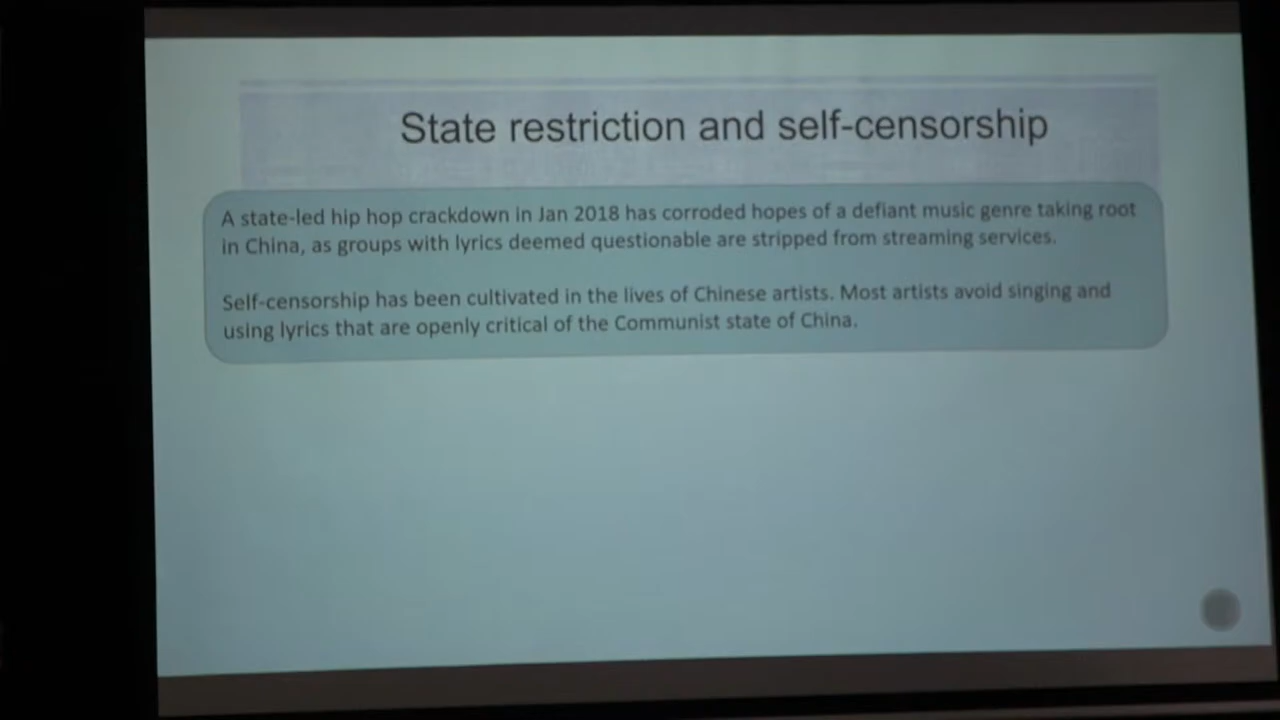 State restriction and self-censorship
A state-led hip hop crackdown in Jan 2018 has corroded hopes of a defiant music genre taking root
in China, as groups with lyrics deemed questionable are stripped from streaming services.
Self-censorship has been cultivated in the lives of Chinese artists. Most artists avoid singing and
using lyrics that are openly critical of the Communist state of China.